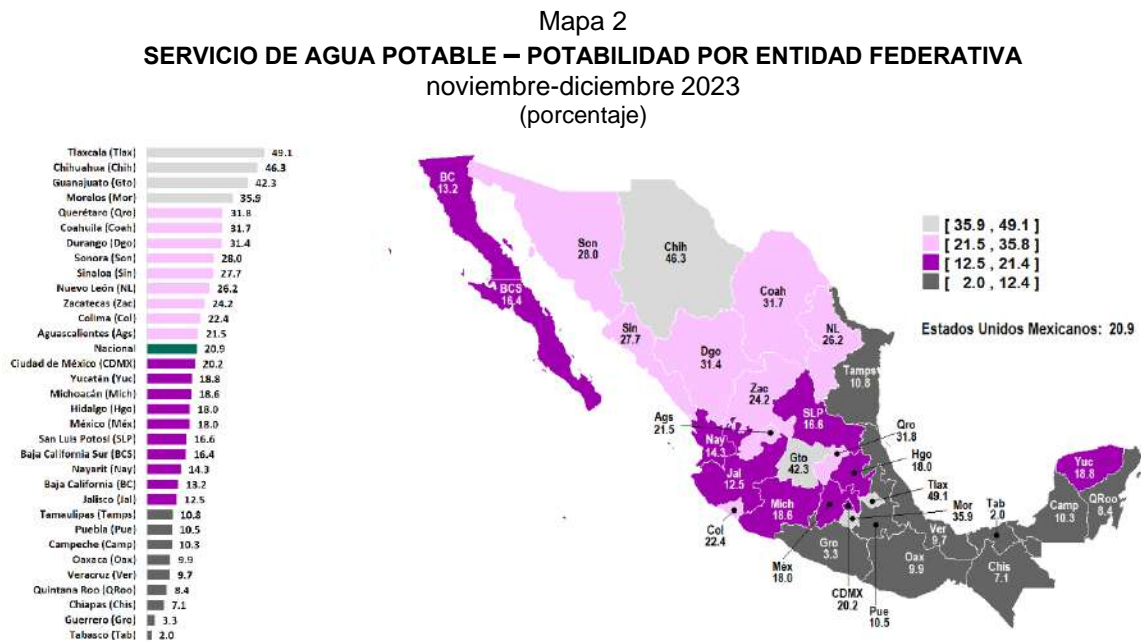 Mapa 2
SERVICIO DE AGUA POTABLE – POTABILIDAD POR ENTIDAD FEDERATIVA
noviembre-diciembre 2023
(porcentaje)
Tlaxcala (Tlax) 49.1
Chihuahua (Chih) 46.3
Guanajuato (Gto) 42.3
Morelos (Mor) 35.9
Querétaro (Qro) 31.8
Coahuila (Coah) 31.7
Durango (Dgo) 31.4
Sonora (Son) 28.0
Sinaloa (Sin) 27.7
Nuevo León (NL) 26.2
Zacatecas (Zac) 24.2
Colima (Col) 22.4
Aguascalientes (Ags) 21.5
Nacional 20.9
Ciudad de México (CDMX) 20.2
Yucatán (Yuc) 18.8
Michoacán (Mich) 18.6
Hidalgo (Hgo) 18.0
México (Méx) 18.0
San Luis Potosí (SLP) 16.6
Baja California Sur (BCS) 16.4
Nayarit (Nay) 14.3
Baja California (BC) 13.2
Jalisco (Jal) 12.5
Tamaulipas (Tamps) 10.8
Puebla (Pue) 10.5
Campeche (Camp) 10.3
Oaxaca (Oax) 9.9
Veracruz (Ver) 9.7
Quintana Roo (QRoo) 8.4
Chiapas (Chis) 7.1
Guerrero (Gro) 3.3
Tabasco (Tab) 2.0
BC
13.2
BCS
16.4
Son
28.0
Chih
46.3
Coah
31.7
Sin
27.7
Dgo
31.4
NL
26.2
Tamps
10.8
Zac
24.2
SLP
16.6
Ags
21.5
Nay
14.3
Jal
12.5
Gto
42.3
Qro
31.8
Hgo
18.0
Col
22.4
Mich
18.6
Tlax
49.1
Mor
35.9
Tab
2.0
Méx
18.0
Gro
3.3
CDMX
20.2
Pue
10.5
Oax
9.9
Ver
9.7
Chis
7.1
Camp
10.3
QRoo
8.4
Yuc
18.8
[ 35.9 , 49.1 ]
[ 21.5 , 35.8 ]
[ 12.5 , 21.4 ]
[ 2.0 , 12.4 ]
Estados Unidos Mexicanos: 20.9